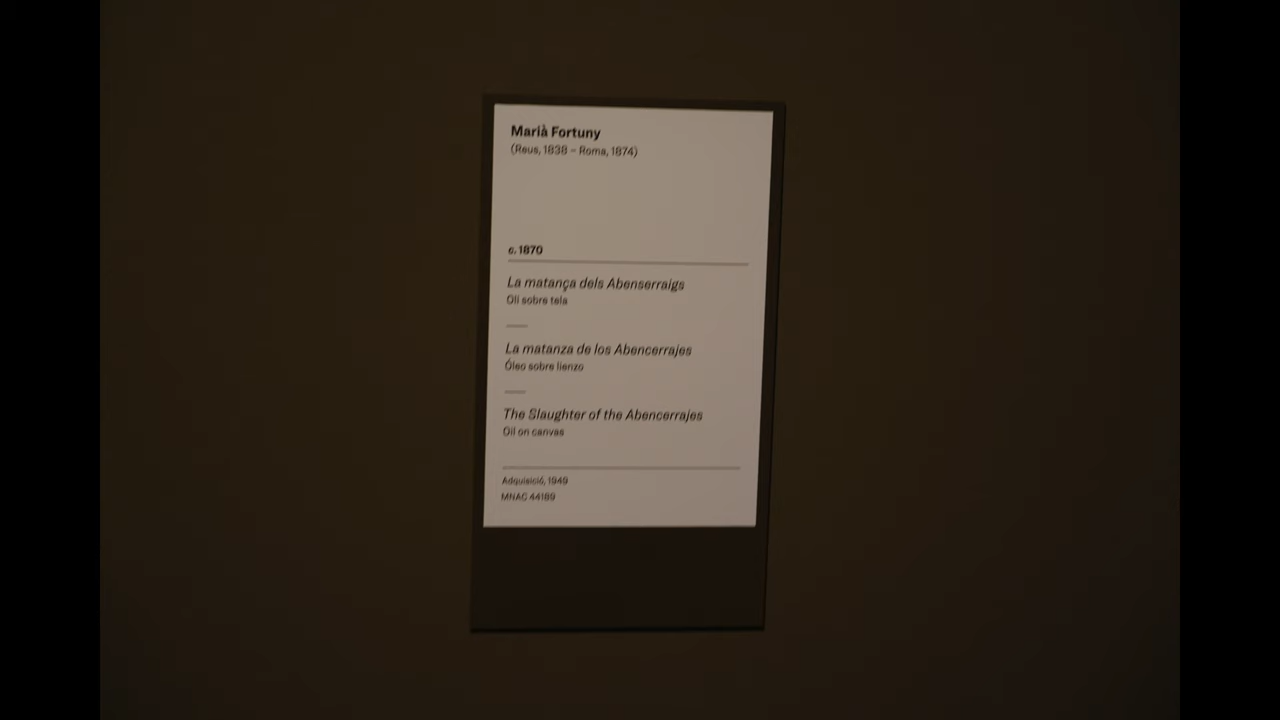 Marià Fortuny
(Reus, 1838 – Roma, 1874)
c. 1870
La matança dels Abenserraigs
Oli sobre tela
La matanza de los Abencerrajes
Óleo sobre lienzo
The Slaughter of the Abencerrajes
Oil on canvas
Adquisició, 1949
MNAC 44189